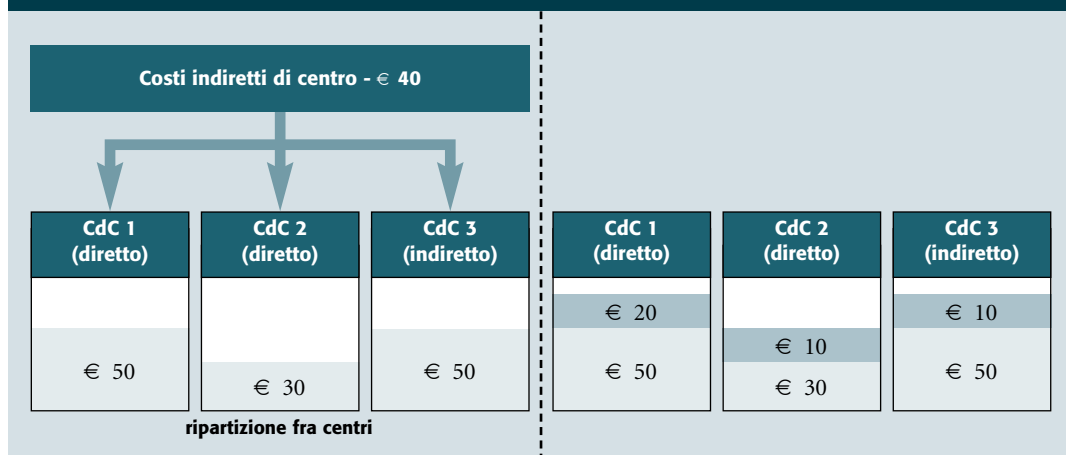 Costi indiretti di centro - € 40
CdC 1
(diretto)
CdC 2
(diretto)
CdC 3
(indiretto)
€ 50
€ 30
€ 50
ripartizione fra centri
CdC 1
(diretto)
CdC 2
(diretto)
CdC 3
(indiretto)
€ 20
€ 10
€ 10
€ 50
€ 30
€ 50